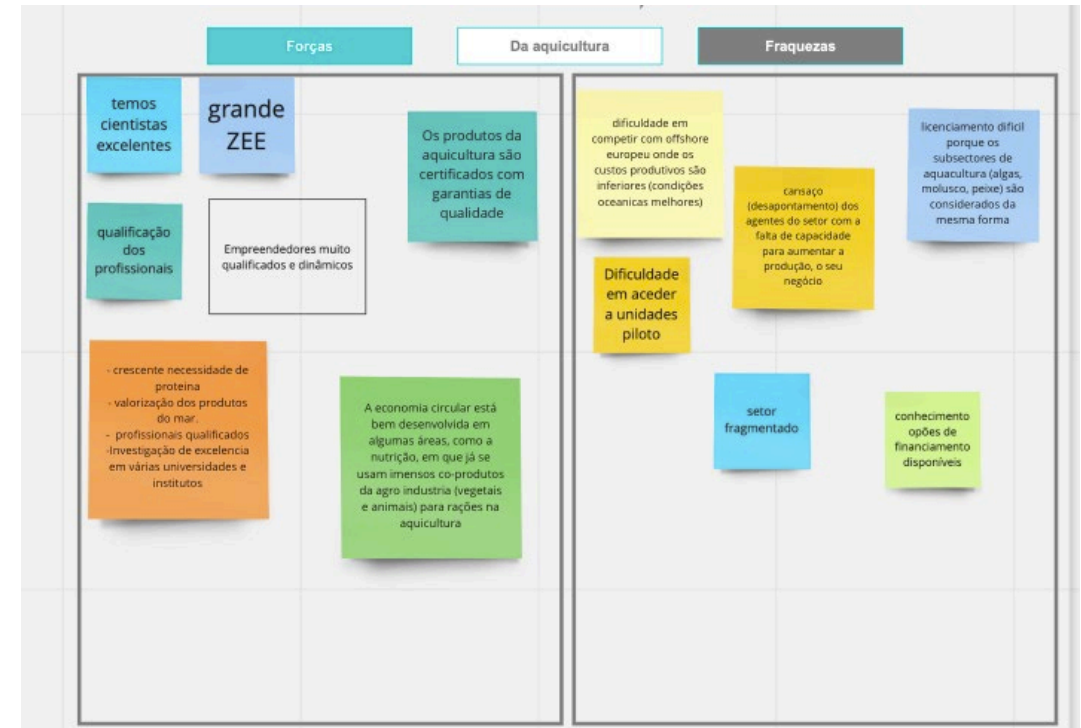 Forças
Da aquicultura
Fraquezas
temos
cientistas
excelentes
grande
ZEE
Os produtos da
aquicultura são
certificados com
garantias de
qualidade
qualificação
dos
profissionais
Empreendedores muito
qualificados e dinâmicos
- crescente necessidade de
proteina
- valorização dos produtos
do mar.
- profissionais qualificados
-Investigação de excelencia
em várias universidades e
institutos
A economia circular está
bem desenvolvida em
algumas áreas, como a
nutrição, em que já se
usam imensos co-produtos
da agro industria (vegetais
e animais) para rações na
aquicultura
dificuldade em
competir com offshore
europeu onde os
custos produtivos são
inferiores (condições
oceanicas melhores)
cansaço
(desapontamento) dos
agentes do setor com a
falta de capacidade
para aumentar a
produção, o seu
negócio
licenciamento dificil
porque os
subsectores de
aquacultura (algas,
molusco, peixe) são
considerados da
mesma forma
Dificuldade
em aceder
a unidades
piloto
setor
fragmentado
conhecimento
opões de
financiamento
disponíveis